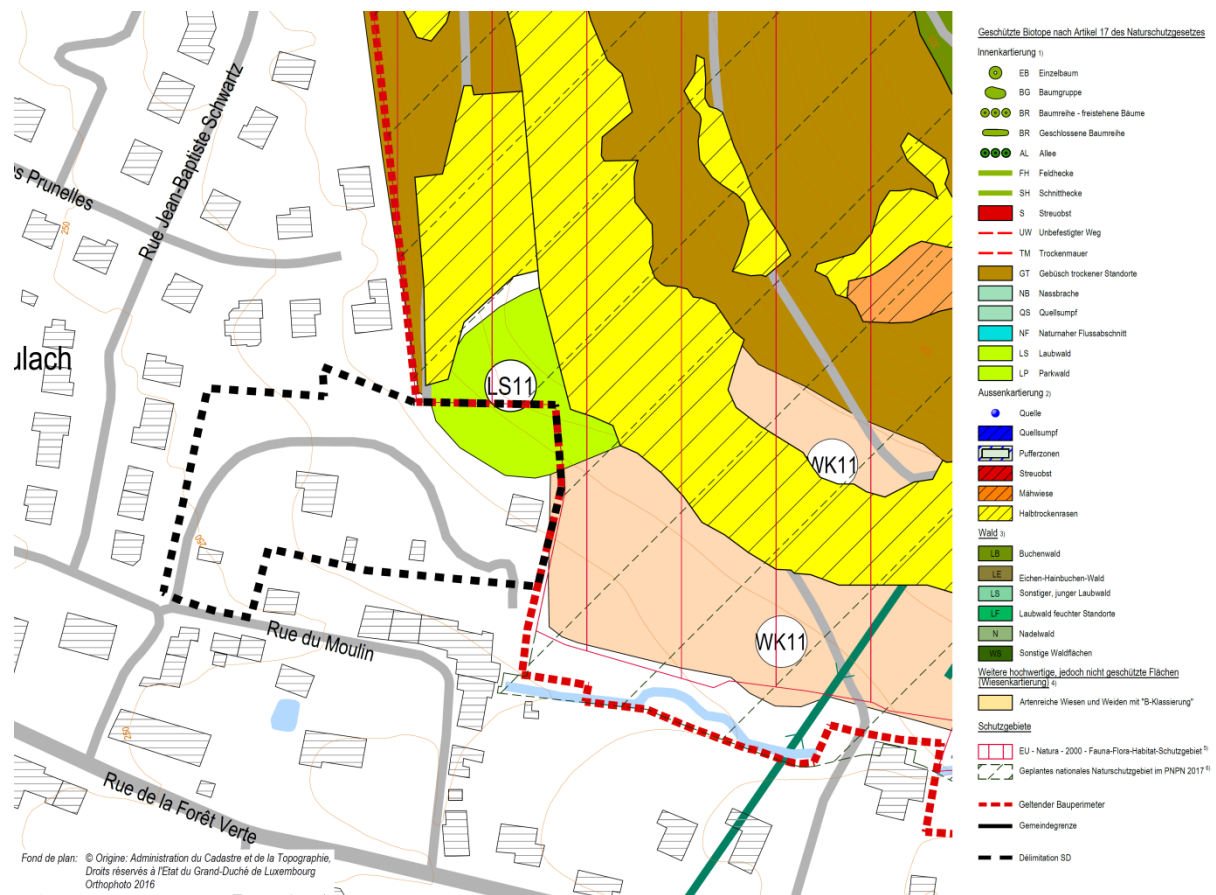 Rue Jean-Baptiste Schwartz
es Prunelles
250
ulach
LS11
WK11
250
WK11
Rue du Moulin
250
Rue de la Forêt Verte
Fond de plan: © Origine: Administration du Cadastre et de la Topographie,
Droits réservés à l'Etat du Grand-Duché de Luxembourg
Orthophoto 2016
Geschützte Biotope nach Artikel 17 des Naturschutzgesetzes
Innenkartierung 1)
EB Einzelbaum
BG Baumgruppe
BR Baumreihe - freistehene Bäume
BR Geschlossene Baumreihe
AL Allee
FH Feldhecke
SH Schnitthecke
S Streuobst
UW Unbefestigter Weg
TM Trockenmauer
GT Gebüsch trockener Standorte
NB Nassbrache
QS Quellsumpf
NF Naturnaher Flussabschnitt
LS Laubwald
LP Parkwald
Aussenkartierung 2)
Quelle
Quellsumpf
Pufferzonen
Streuobst
Mähwiese
Halbtrockenrasen
Wald 3)
LB Buchenwald
LE Eichen-Hainbuchen-Wald
LS Sonstiger, junger Laubwald
LF Laubwald feuchter Standorte
N Nadelwald
WS Sonstige Waldflächen
Weitere hochwertige, jedoch nicht geschützte Flächen
(Wiesenkartierung) 4)
Artenreiche Wiesen und Weiden mit "B-Klassierung"
Schutzgebiete
EU - Natura - 2000 - Fauna-Flora-Habitat-Schutzgebiet 5)
Geplantes nationales Naturschutzgebiet im PNPN 2017 6)
Geltender Bauperimeter
Gemeindegrenze
Délimitation SD